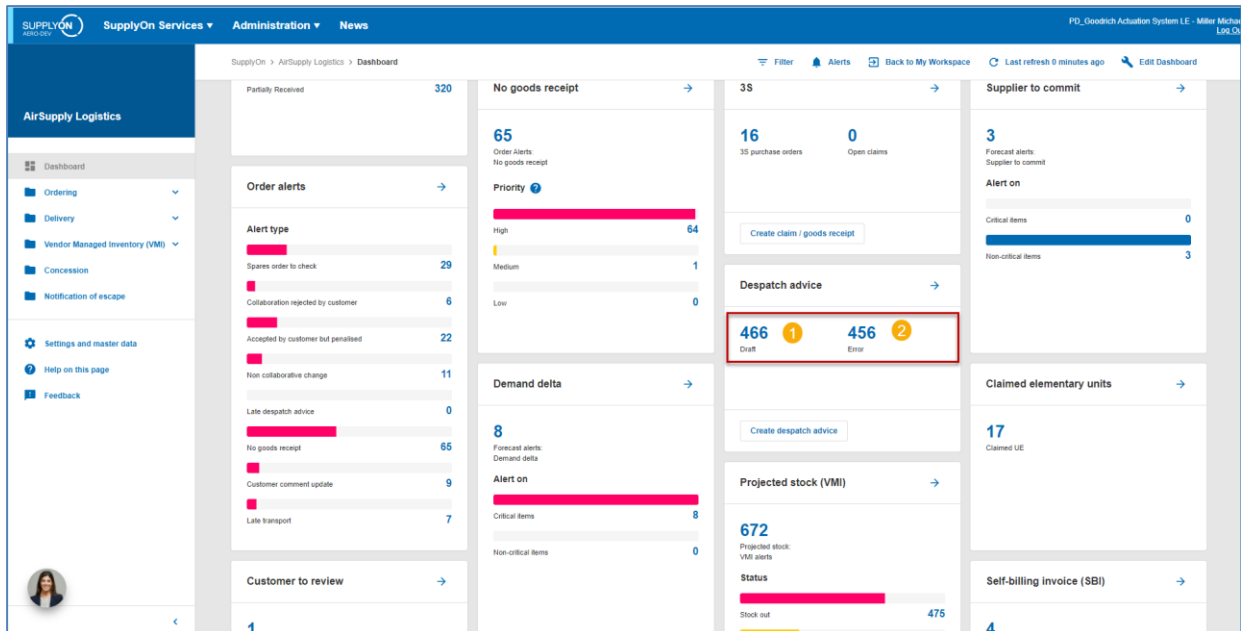 SUPPLYON
AERO-DEV
SupplyOn Services
Administration
News
PD_Goodrich Actuation System LE - Miller Michae
Log Ou
SupplyOn > AirSupply Logistics > Dashboard
Filter
Alerts
Back to My Workspace
Last refresh 0 minutes ago
Edit Dashboard
AirSupply Logistics
Dashboard
Ordering
Delivery
Vendor Managed Inventory (VMI)
Concession
Notification of escape
Settings and master data
Help on this page
Feedback
Partially Received 320
Order alerts
Alert type
Spares order to check 29
Collaboration rejected by customer 6
Accepted by customer but penalised 22
Non collaborative change 11
Late despatch advice 0
No goods receipt 65
Customer comment update 9
Late transport 7
Customer to review
1
No goods receipt
65
Order Alerts:
No goods receipt
Priority ?
High 64
Medium 1
Low 0
Demand delta
8
Forecast alerts:
Demand delta
Alert on
Critical items 8
Non-critical items 0
3S
16 0
3S purchase orders Open claims
Create claim / goods receipt
Despatch advice
466 1 456 2
Draft Error
Create despatch advice
Projected stock (VMI)
672
Projected stock:
VMI alerts
Status
Stock out 475
Supplier to commit
3
Forecast alerts:
Supplier to commit
Alert on
Critical items 0
Non-critical items 3
Claimed elementary units
17
Claimed UE
Self-billing invoice (SBI)
4